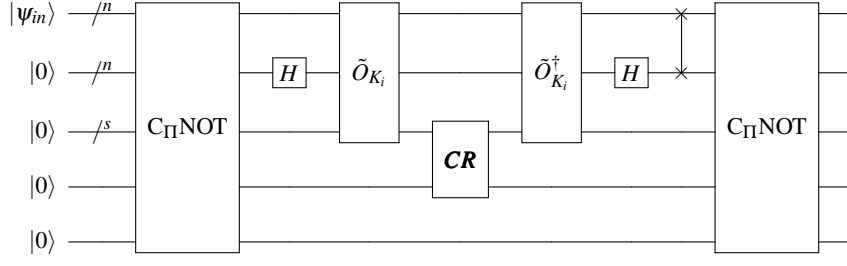 |ψ_in⟩ /^n C_ΠNOT Õ_{K_i} Õ†_{K_i} C_ΠNOT
|0⟩ /^n H H
|0⟩ /^s CR
|0⟩
|0⟩